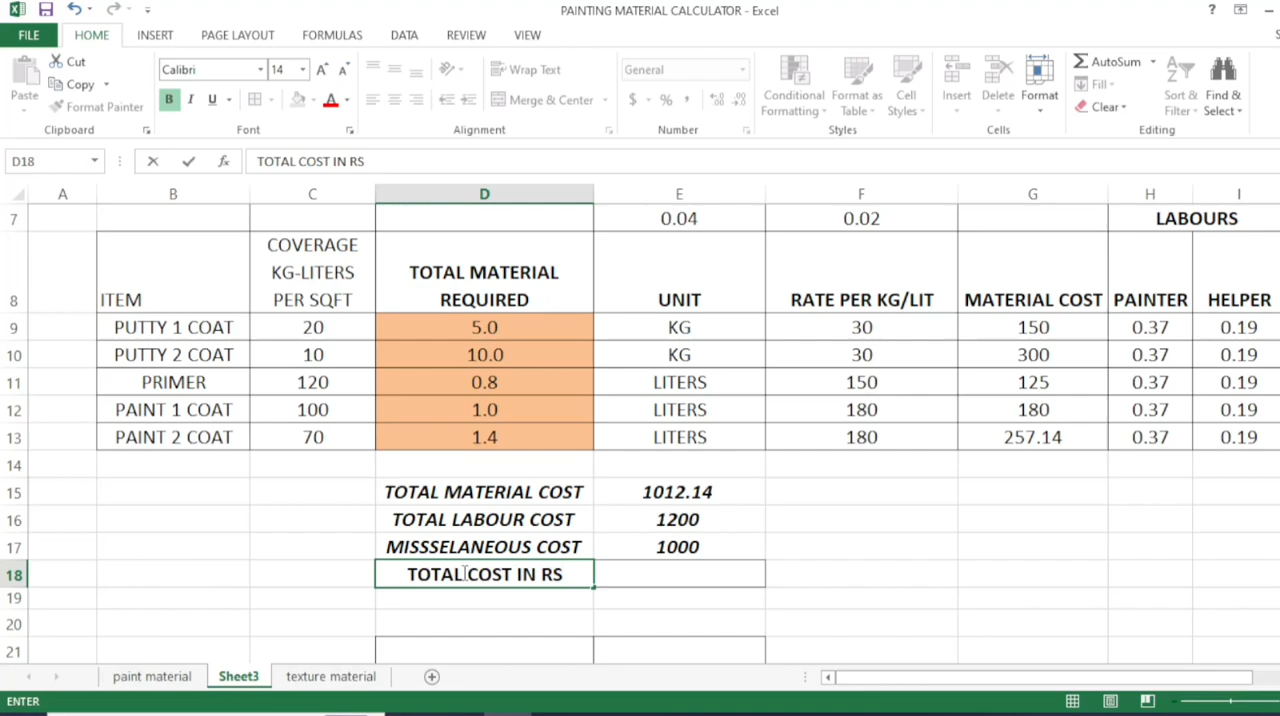 PAINTING MATERIAL CALCULATOR - Excel
?
FILE HOME INSERT PAGE LAYOUT FORMULAS DATA REVIEW VIEW
Cut
Copy
Format Painter
Paste
Clipboard
Calibri 14
B I U
Font
Wrap Text
Merge & Center
Alignment
General
$ % ,
Number
Conditional Formatting
Format as Table
Cell Styles
Styles
Insert Delete Format
Cells
AutoSum
Fill
Clear
Sort & Filter
Find & Select
Editing
D18 fx TOTAL COST IN RS
A B C D E F G H I
7 0.04 0.02 LABOURS
8 ITEM COVERAGE KG-LITERS PER SQFT TOTAL MATERIAL REQUIRED UNIT RATE PER KG/LIT MATERIAL COST PAINTER HELPER
9 PUTTY 1 COAT 20 5.0 KG 30 150 0.37 0.19
10 PUTTY 2 COAT 10 10.0 KG 30 300 0.37 0.19
11 PRIMER 120 0.8 LITERS 150 125 0.37 0.19
12 PAINT 1 COAT 100 1.0 LITERS 180 180 0.37 0.19
13 PAINT 2 COAT 70 1.4 LITERS 180 257.14 0.37 0.19
14
15 TOTAL MATERIAL COST 1012.14
16 TOTAL LABOUR COST 1200
17 MISSSELANEOUS COST 1000
18 TOTAL COST IN RS
19
20
21
paint material Sheet3 texture material
ENTER